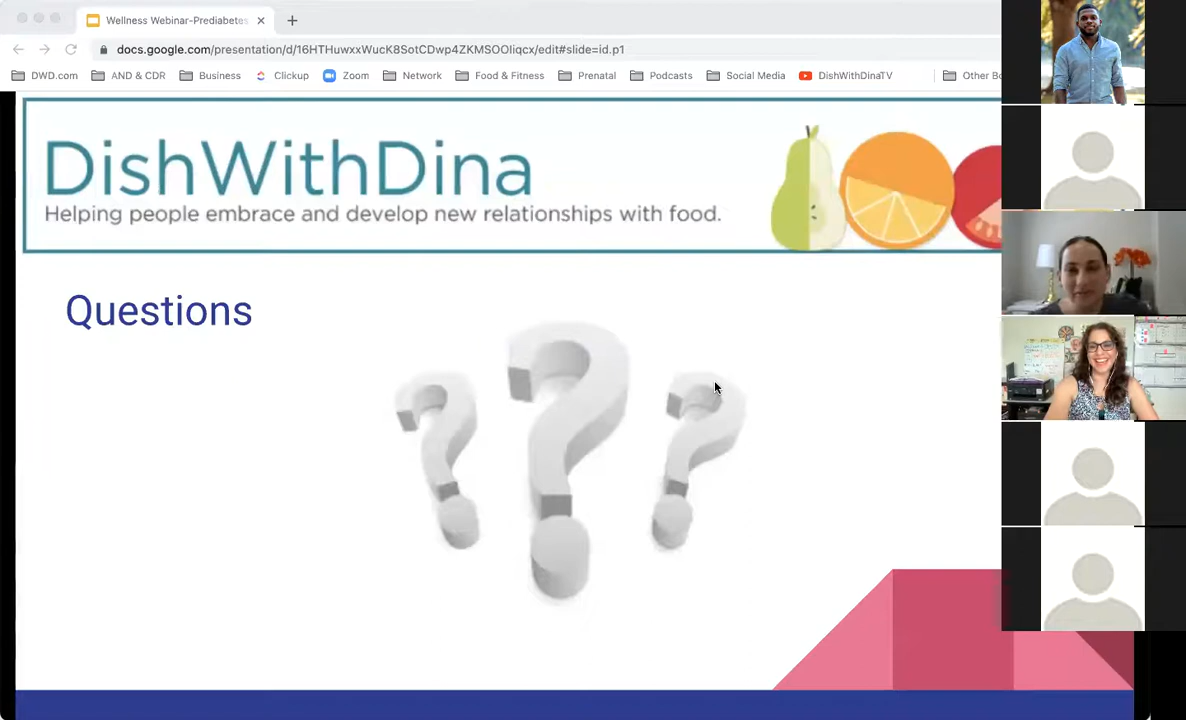 Wellness Webinar-Prediabetes
docs.google.com/presentation/d/16HTHuwxxWucK8SotCDwp4ZKMSOOliqcx/edit#slide=id.p1
DWD.com AND & CDR Business Clickup Zoom Network Food & Fitness Prenatal Podcasts Social Media DishWithDinaTV Other Bo
DishWithDina
Helping people embrace and develop new relationships with food.
Questions